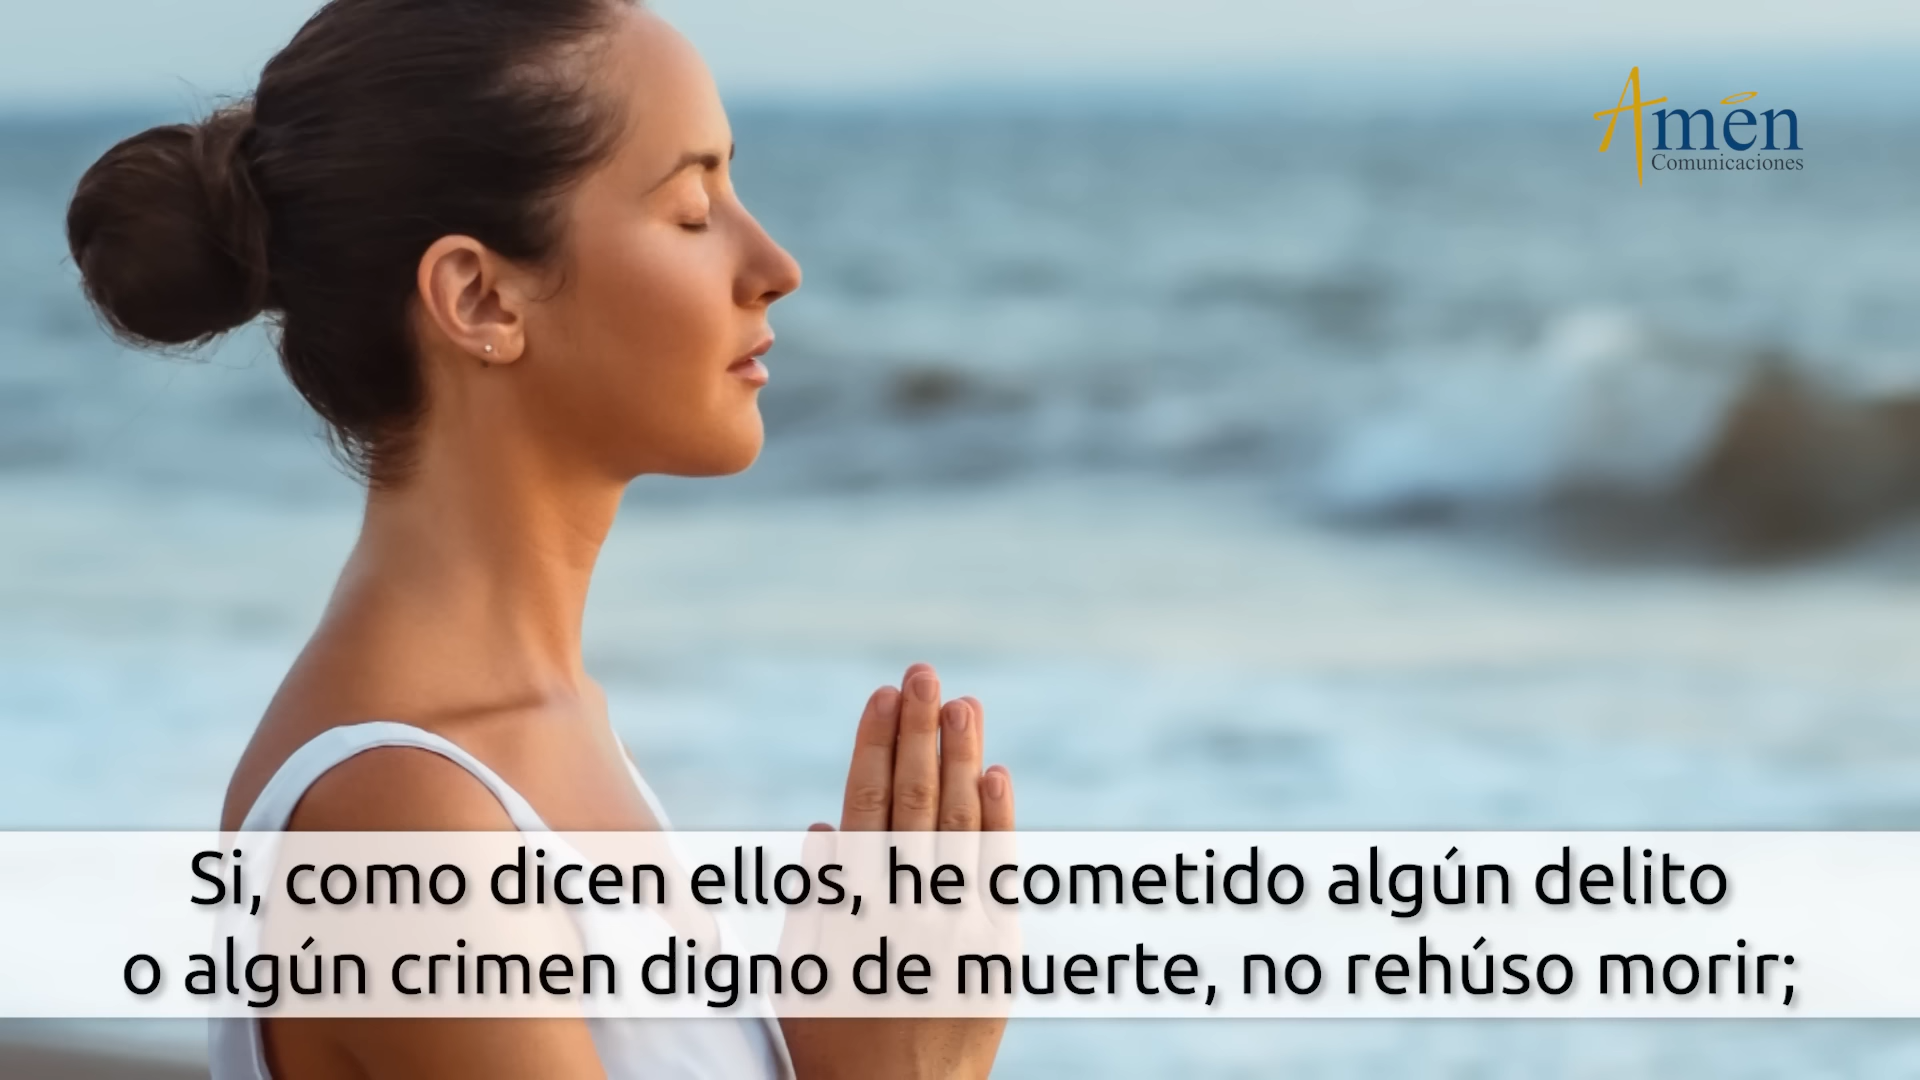 Amén
Comunicaciones
Si, como dicen ellos, he cometido algún delito
o algún crimen digno de muerte, no rehúso morir;